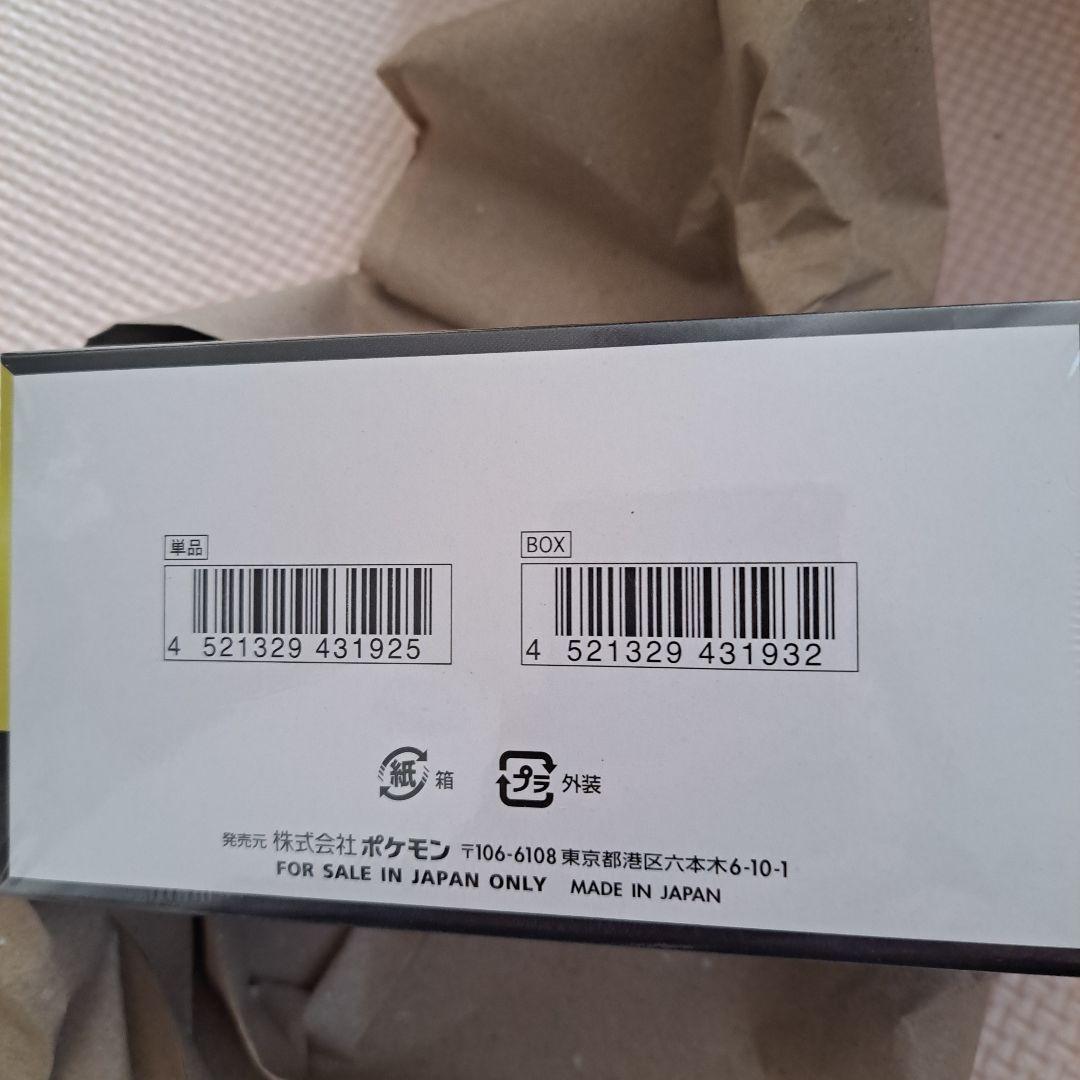 単品
BOX
4 521329 431925
4 521329 431932
紙 箱
プラ 外装
発売元 株式会社 ポケモン 〒106-6108 東京都港区六本木6-10-1
FOR SALE IN JAPAN ONLY MADE IN JAPAN